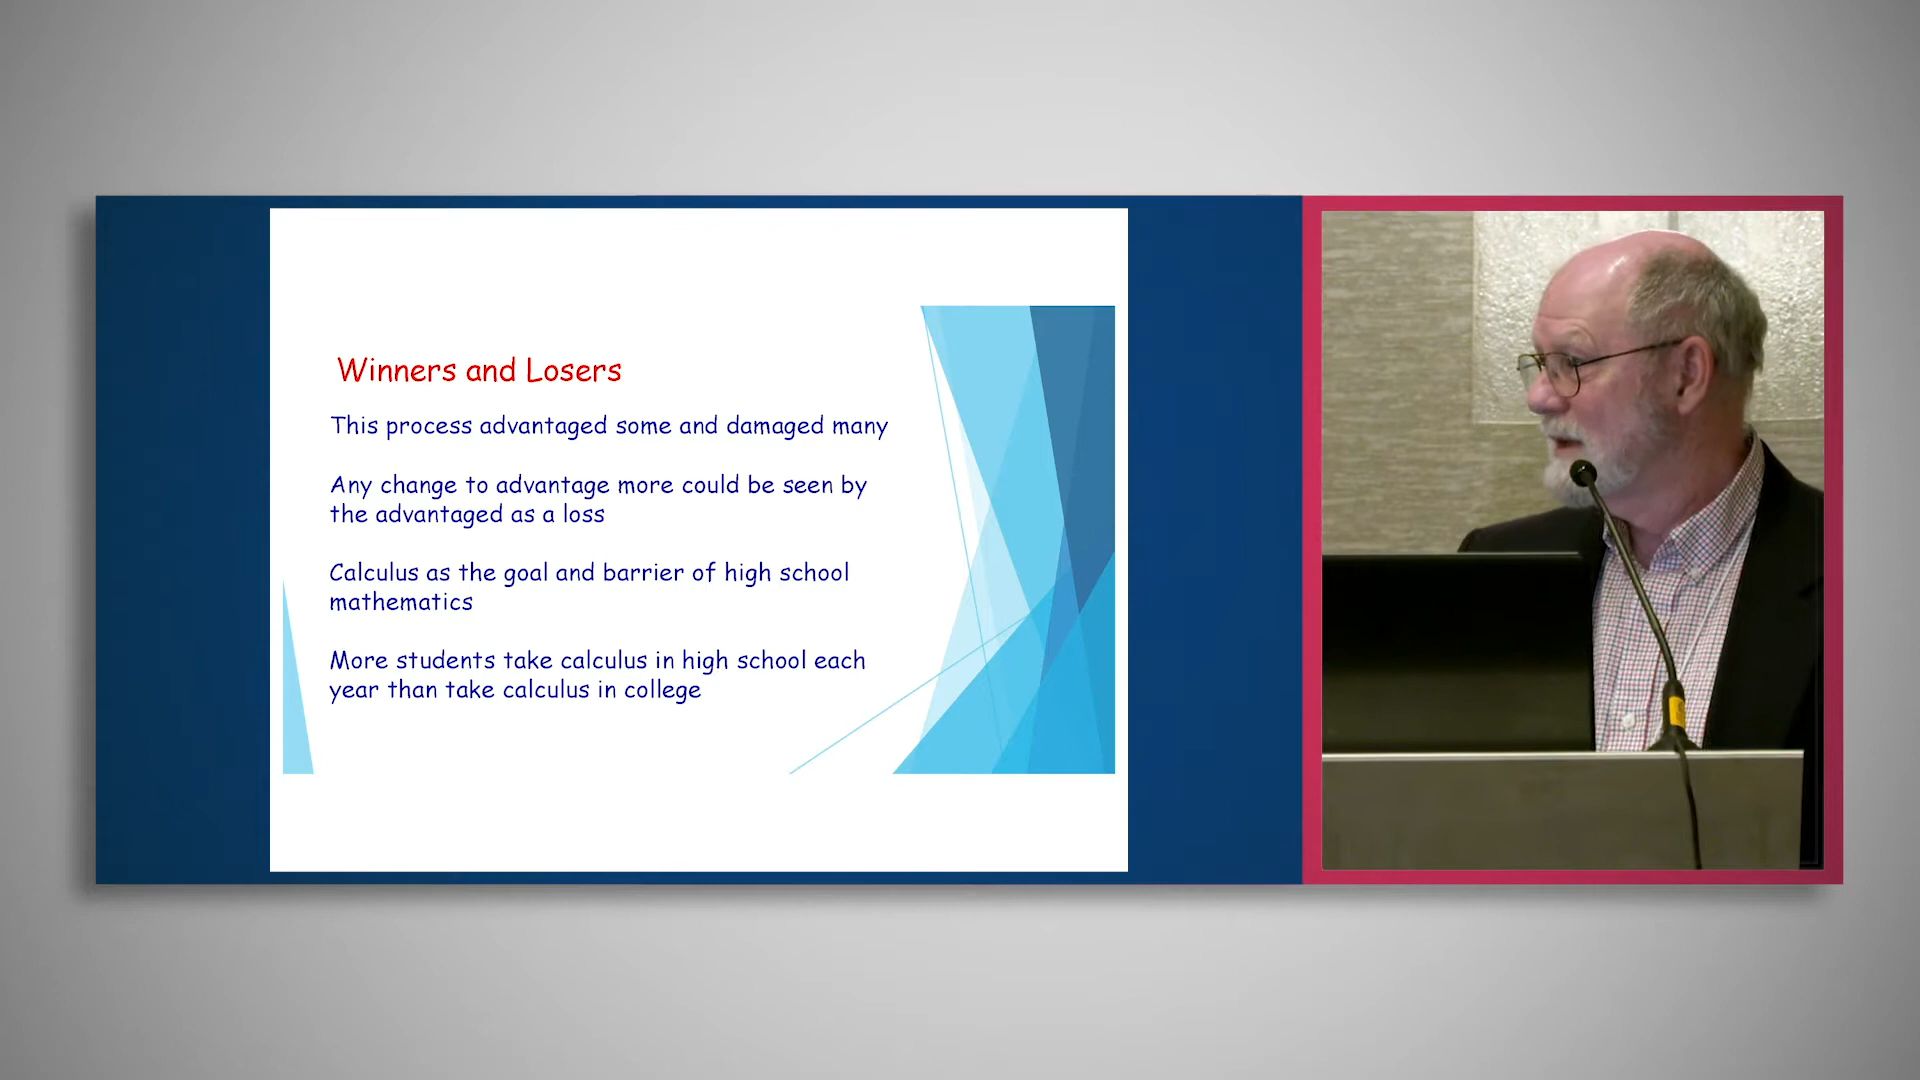 Winners and Losers
This process advantaged some and damaged many
Any change to advantage more could be seen by
the advantaged as a loss
Calculus as the goal and barrier of high school
mathematics
More students take calculus in high school each
year than take calculus in college